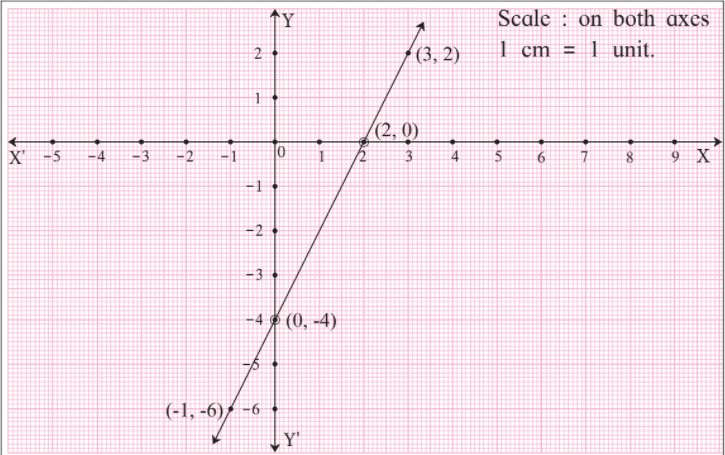 Y
Scale : on both axes
1 cm = 1 unit.
2
(3, 2)
1
(2, 0)
X' -5 -4 -3 -2 -1 0 1 2 3 4 5 6 7 8 9 X
-1
-2
-3
-4 (0, -4)
-5
(-1, -6) -6
Y'